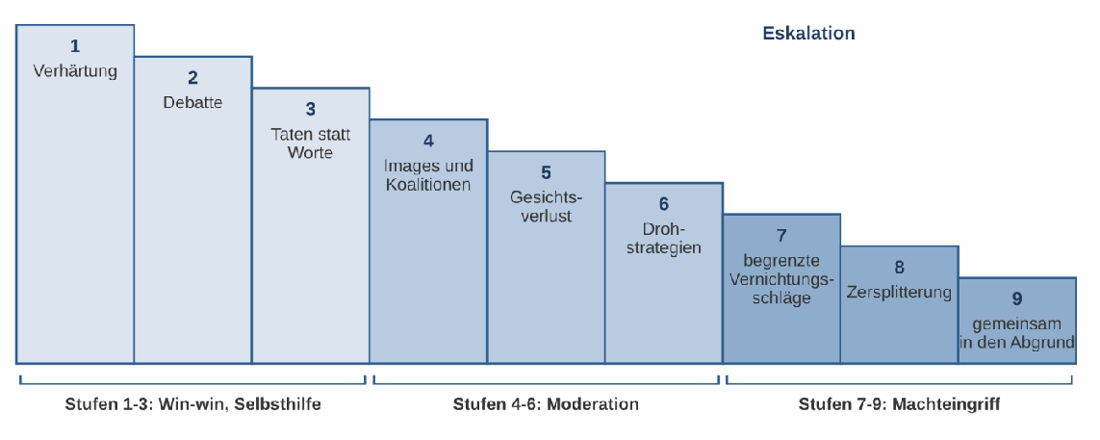 Eskalation
1
Verhärtung
2
Debatte
3
Taten statt
Worte
4
Images und
Koalitionen
5
Gesichts-
verlust
6
Droh-
strategien
7
begrenzte
Vernichtungs-
schläge
8
Zersplitterung
9
gemeinsam
in den Abgrund
Stufen 1-3: Win-win, Selbsthilfe
Stufen 4-6: Moderation
Stufen 7-9: Machteingriff